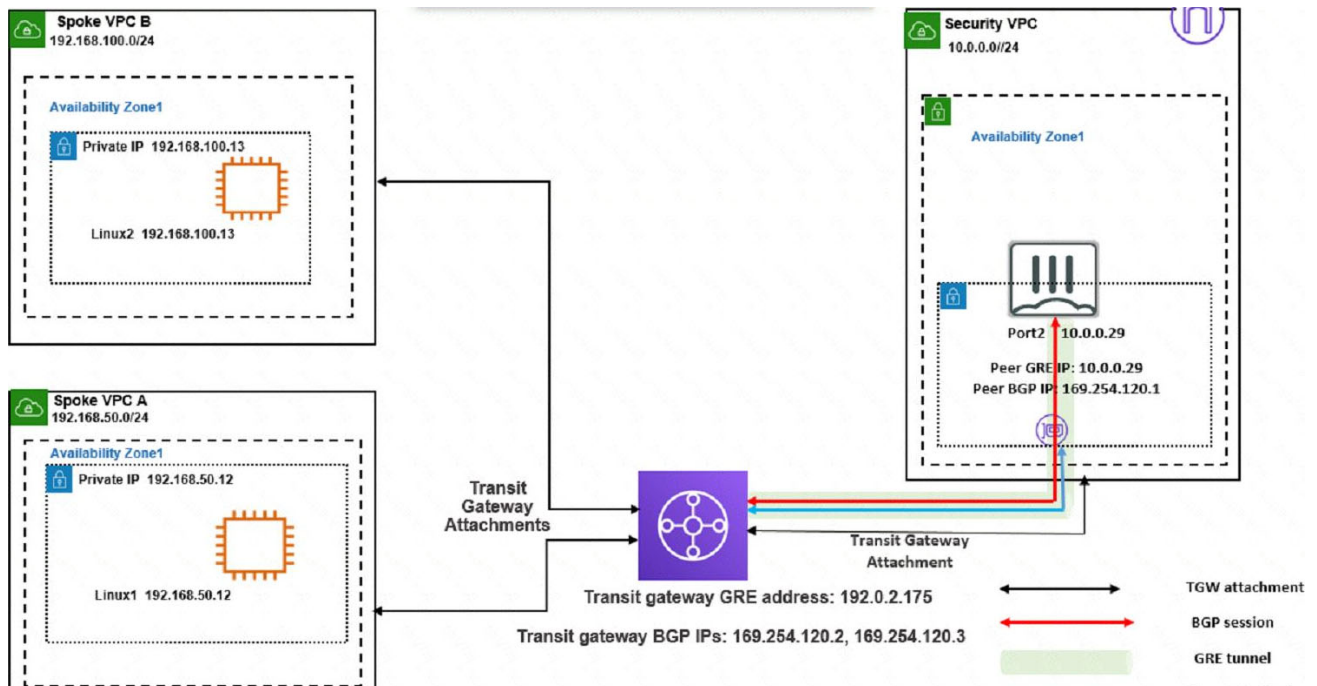 Spoke VPC B
192.168.100.0/24
Availability Zone1
Private IP 192.168.100.13
Linux2 192.168.100.13
Spoke VPC A
192.168.50.0/24
Availability Zone1
Private IP 192.168.50.12
Linux1 192.168.50.12
Transit
Gateway
Attachments
Security VPC
10.0.0.0//24
Availability Zone1
Port2 10.0.0.29
Peer GRE IP: 10.0.0.29
Peer BGP IP: 169.254.120.1
Transit Gateway
Attachment
Transit gateway GRE address: 192.0.2.175
Transit gateway BGP IPs: 169.254.120.2, 169.254.120.3
TGW attachment
BGP session
GRE tunnel